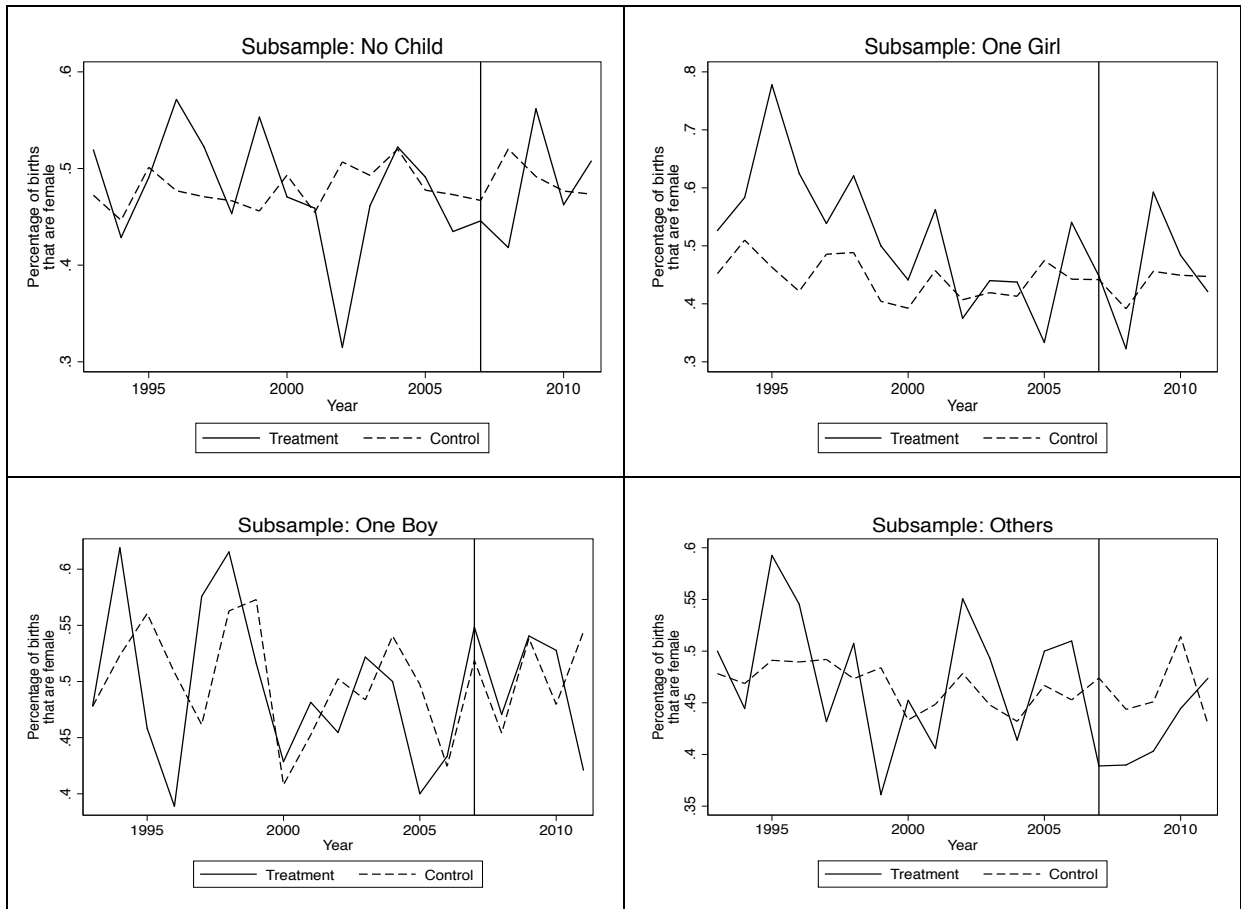 Subsample: No Child
Percentage of births
that are female
.6
.5
.4
.3
1995 2000 2005 2010
Year
Treatment Control
Subsample: One Girl
Percentage of births
that are female
.8
.7
.6
.5
.4
.3
1995 2000 2005 2010
Year
Treatment Control
Subsample: One Boy
Percentage of births
that are female
.6
.55
.5
.45
.4
1995 2000 2005 2010
Year
Treatment Control
Subsample: Others
Percentage of births
that are female
.6
.55
.5
.45
.4
.35
1995 2000 2005 2010
Year
Treatment Control